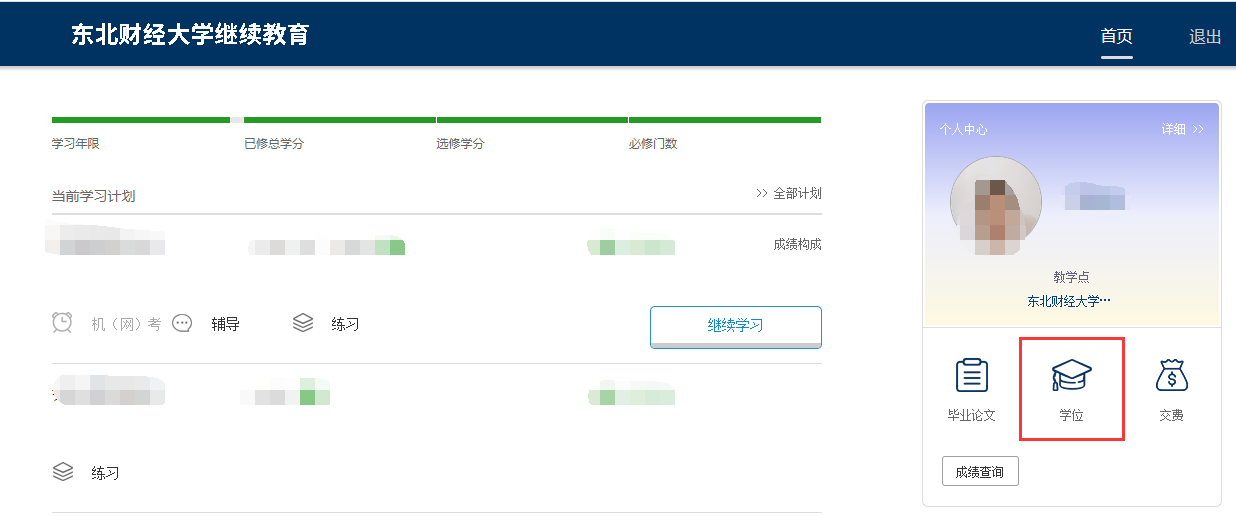 东北财经大学继续教育
首页
退出
学习年限
已修总学分
选修学分
必修门数
当前学习计划
>> 全部计划
成绩构成
机（网）考
辅导
练习
继续学习
练习
个人中心
详细 >>
教学点
东北财经大学···
毕业论文
学位
交费
成绩查询